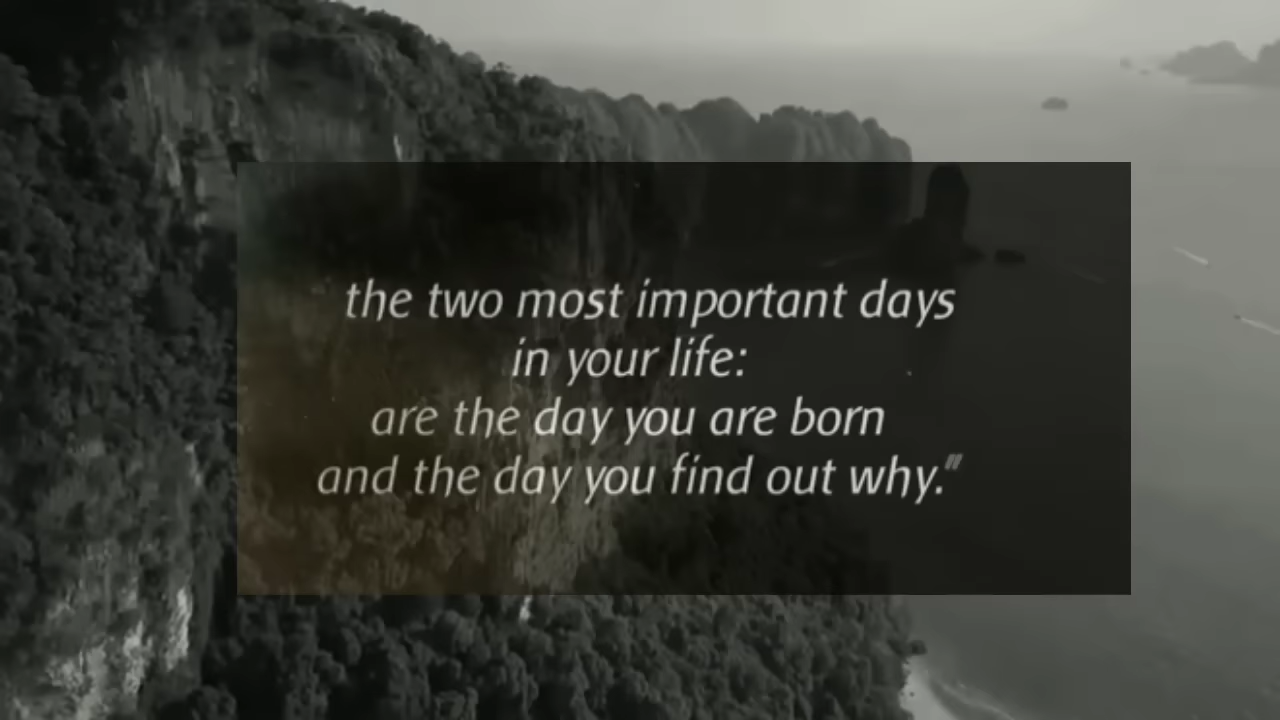 the two most important days
in your life:
are the day you are born
and the day you find out why."